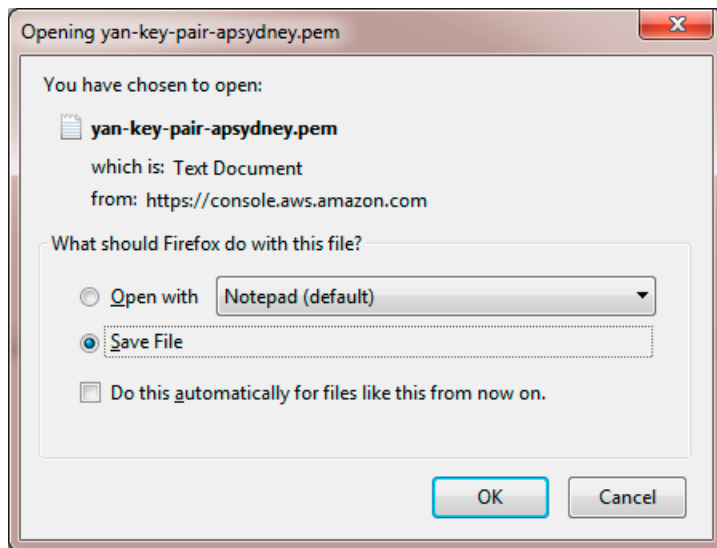 Opening yan-key-pair-apsydney.pem
You have chosen to open:
yan-key-pair-apsydney.pem
which is: Text Document
from: https://console.aws.amazon.com
What should Firefox do with this file?
Open with Notepad (default)
Save File
Do this automatically for files like this from now on.
OK Cancel